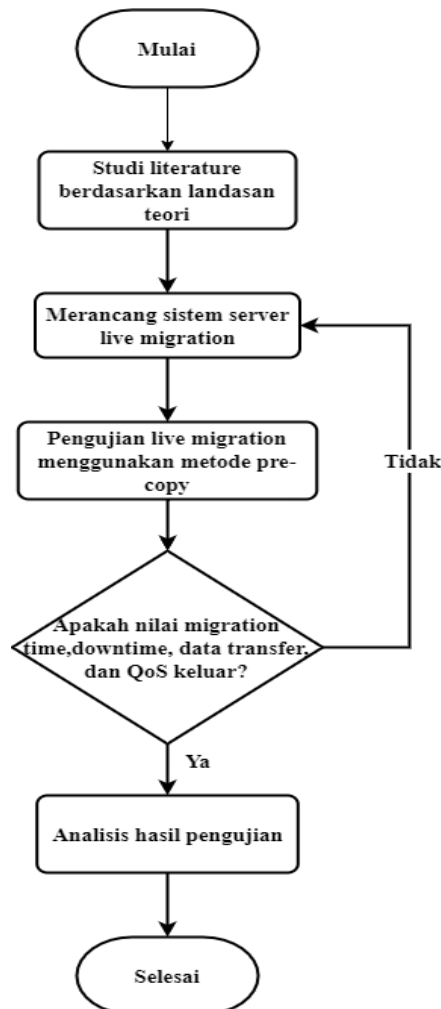 Mulai
Studi literature
berdasarkan landasan
teori
Merancang sistem server
live migration
Pengujian live migration
menggunakan metode pre-
copy
Tidak
Apakah nilai migration
time,downtime, data transfer,
dan QoS keluar?
Ya
Analisis hasil pengujian
Selesai